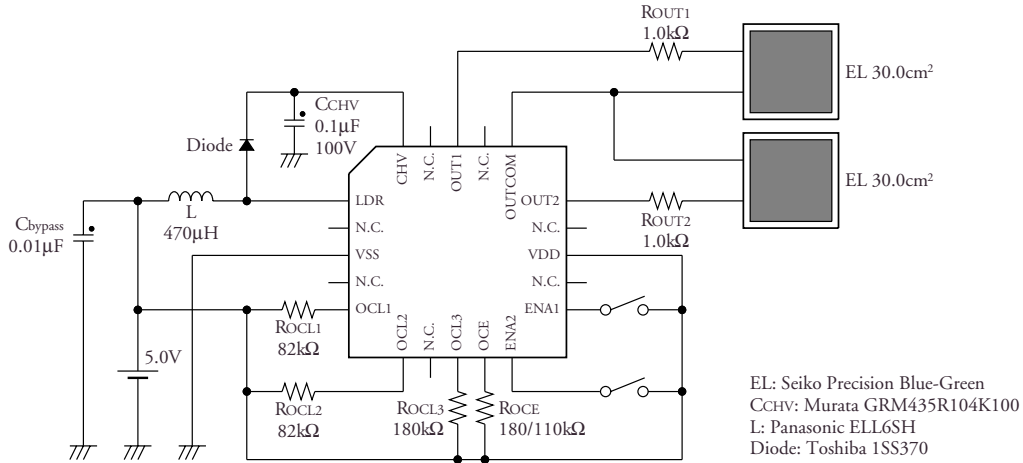 ROUT1
1.0kΩ
EL 30.0cm²
CCHV
0.1μF
100V
Diode
CHV
N.C.
OUT1
N.C.
OUTCOM
LDR
OUT2
EL 30.0cm²
L
470μH
Cbypass
0.01μF
N.C.
N.C.
ROUT2
1.0kΩ
VSS
VDD
N.C.
N.C.
OCL1
ENA1
ROCL1
82kΩ
OCL2
N.C.
OCL3
OCE
ENA2
5.0V
ROCL2
82kΩ
ROCL3
180kΩ
ROCE
180/110kΩ
EL: Seiko Precision Blue-Green
CCHV: Murata GRM435R104K100
L: Panasonic ELL6SH
Diode: Toshiba 1SS370